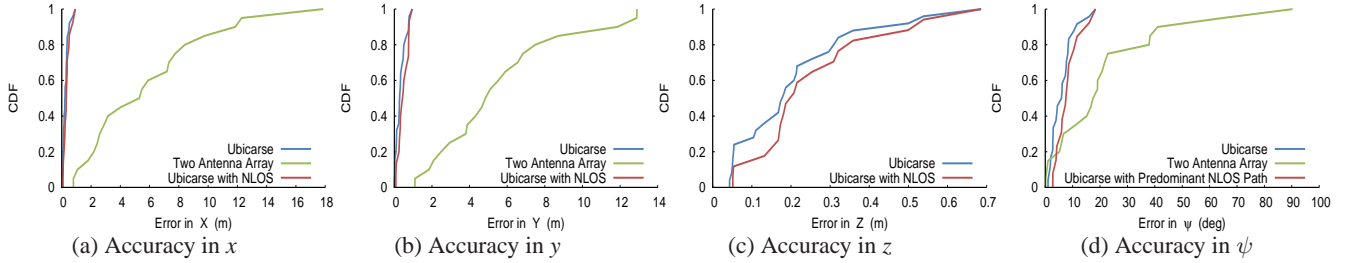 CDF
1
0.8
0.6
0.4
0.2
0
Ubicarse
Two Antenna Array
Ubicarse with NLOS
0 2 4 6 8 10 12 14 16 18
Error in X (m)
(a) Accuracy in x
CDF
1
0.8
0.6
0.4
0.2
0
Ubicarse
Two Antenna Array
Ubicarse with NLOS
0 2 4 6 8 10 12 14
Error in Y (m)
(b) Accuracy in y
CDF
1
0.8
0.6
0.4
0.2
0
Ubicarse
Ubicarse with NLOS
0 0.1 0.2 0.3 0.4 0.5 0.6 0.7
Error in Z (m)
(c) Accuracy in z
CDF
1
0.8
0.6
0.4
0.2
0
Ubicarse
Two Antenna Array
Ubicarse with Predominant NLOS Path
0 10 20 30 40 50 60 70 80 90 100
Error in ψ (deg)
(d) Accuracy in ψ